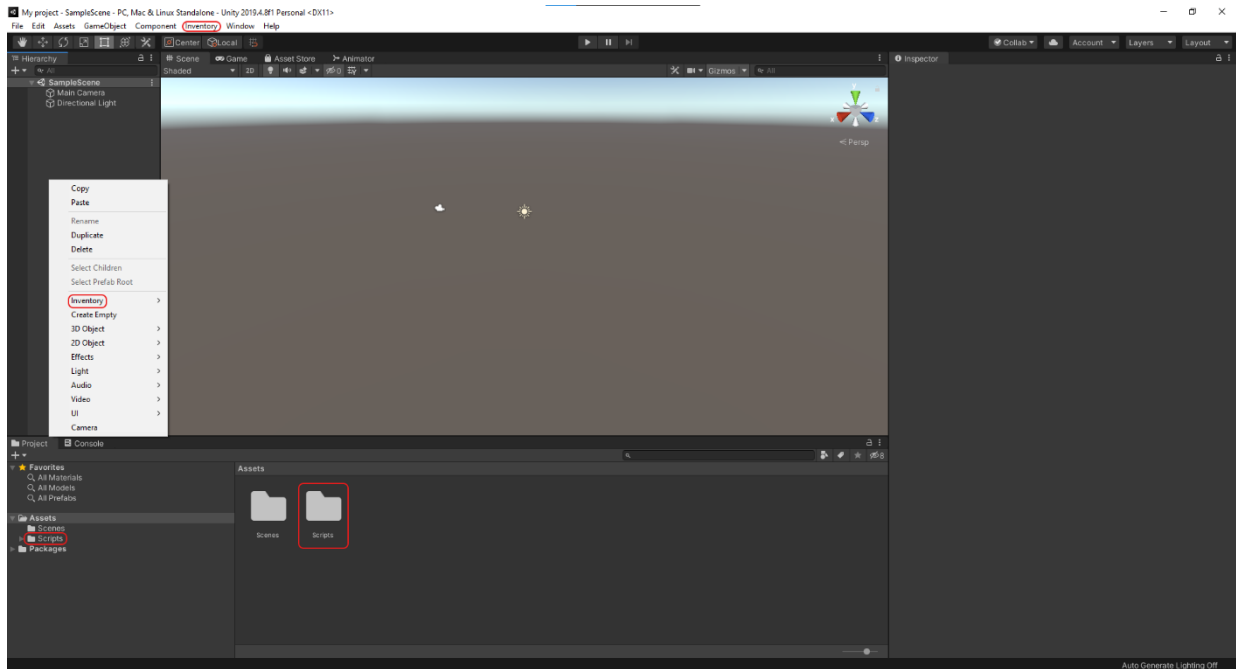 My project - SampleScene - PC, Mac & Linux Standalone - Unity 2019.4.8f1 Personal <DX11>
File Edit Assets GameObject Component Inventory Window Help
Center Local Collab Account Layers Layout
Hierarchy Scene Game Asset Store Animator Inspector
All Shaded 2D 0 Gizmos All
SampleScene
Main Camera
Directional Light
y
x z
Persp
Copy
Paste
Rename
Duplicate
Delete
Select Children
Select Prefab Root
Inventory
Create Empty
3D Object
2D Object
Effects
Light
Audio
Video
UI
Camera
Project Console
8
Favorites
All Materials
All Models
All Prefabs
Assets
Scenes
Scripts
Packages
Assets
Scenes Scripts
Auto Generate Lighting Off